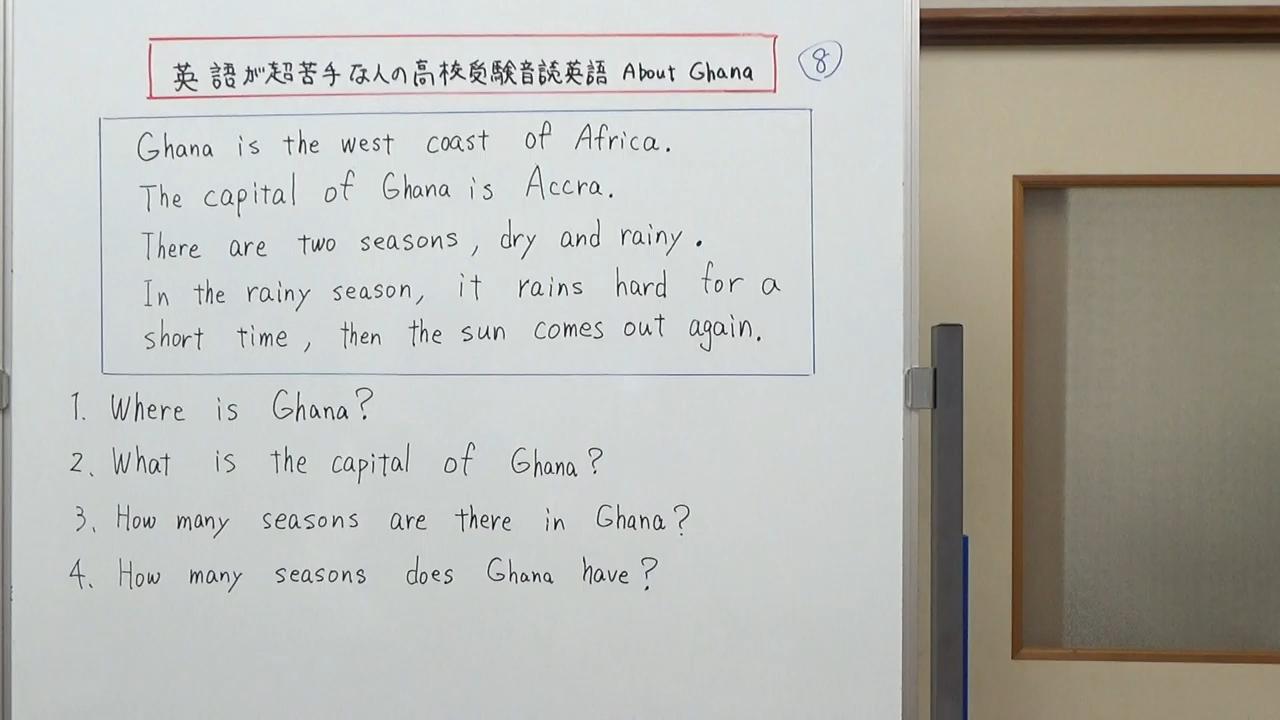 英語が超苦手な人の高校受験音読英語 About Ghana
⑧
Ghana is the west coast of Africa.
The capital of Ghana is Accra.
There are two seasons, dry and rainy.
In the rainy season, it rains hard for a
short time, then the sun comes out again.
1. Where is Ghana?
2. What is the capital of Ghana?
3. How many seasons are there in Ghana?
4. How many seasons does Ghana have?